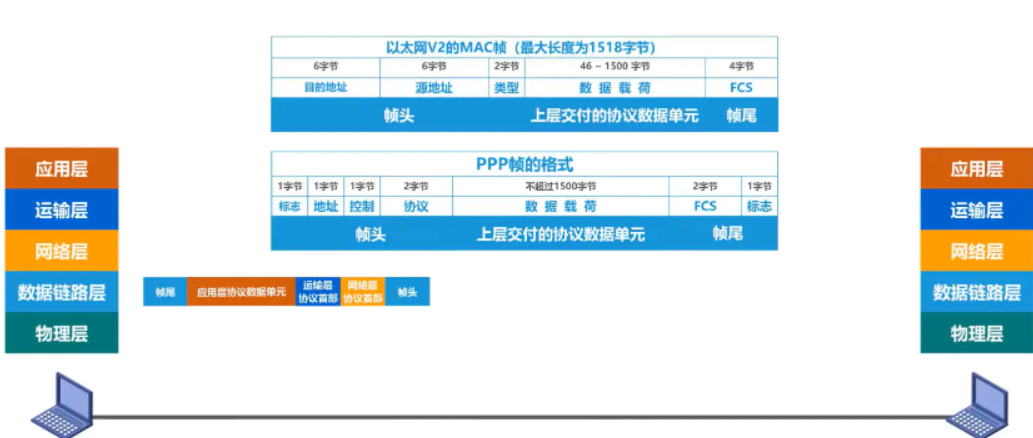 以太网V2的MAC帧（最大长度为1518字节）
6字节 6字节 2字节 46 ~ 1500 字节 4字节
目的地址 源地址 类型 数 据 载 荷 FCS
帧头 上层交付的协议数据单元 帧尾
PPP帧的格式
1字节 1字节 1字节 2字节 不超过1500字节 2字节 1字节
标志 地址 控制 协议 数 据 载 荷 FCS 标志
帧头 上层交付的协议数据单元 帧尾
应用层
运输层
网络层
数据链路层
物理层
帧尾 应用层协议数据单元 运输层协议首部 网络层协议首部 帧头
应用层
运输层
网络层
数据链路层
物理层